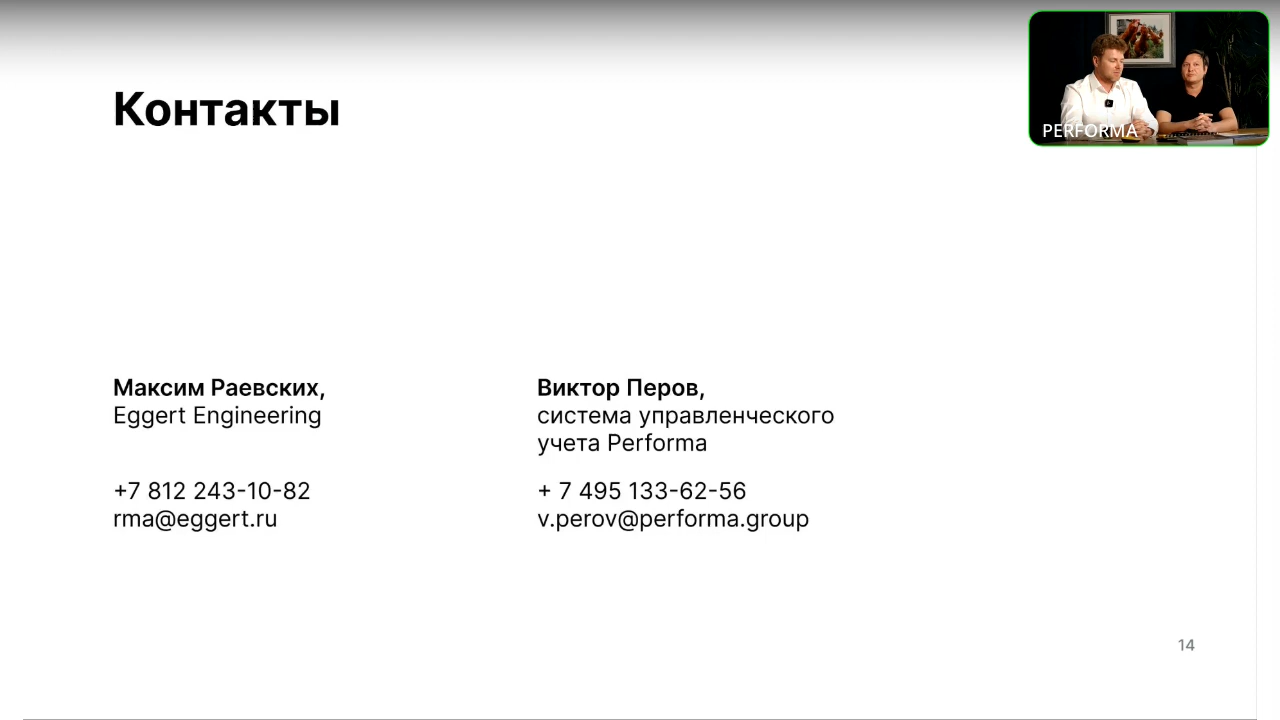 Контакты
PERFORMA
Максим Раевских,
Eggert Engineering
+7 812 243-10-82
rma@eggert.ru
Виктор Перов,
система управленческого
учета Performa
+ 7 495 133-62-56
v.perov@performa.group
14